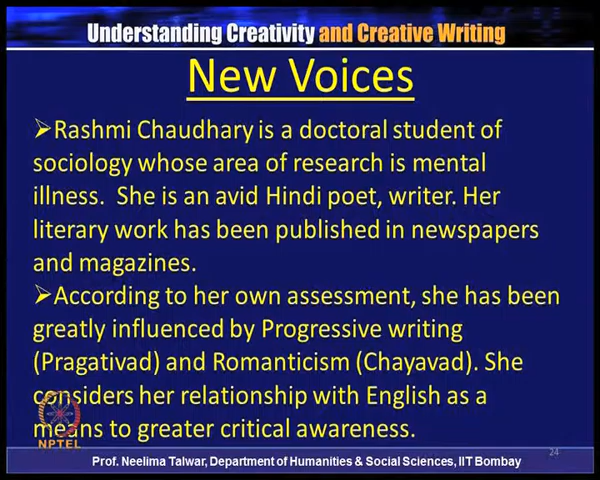 Understanding Creativity and Creative Writing
New Voices
➢Rashmi Chaudhary is a doctoral student of
sociology whose area of research is mental
illness.  She is an avid Hindi poet, writer. Her
literary work has been published in newspapers
and magazines.
➢According to her own assessment, she has been
greatly influenced by Progressive writing
(Pragativad) and Romanticism (Chayavad). She
considers her relationship with English as a
means to greater critical awareness.
NPTEL
24
Prof. Neelima Talwar, Department of Humanities & Social Sciences, IIT Bombay